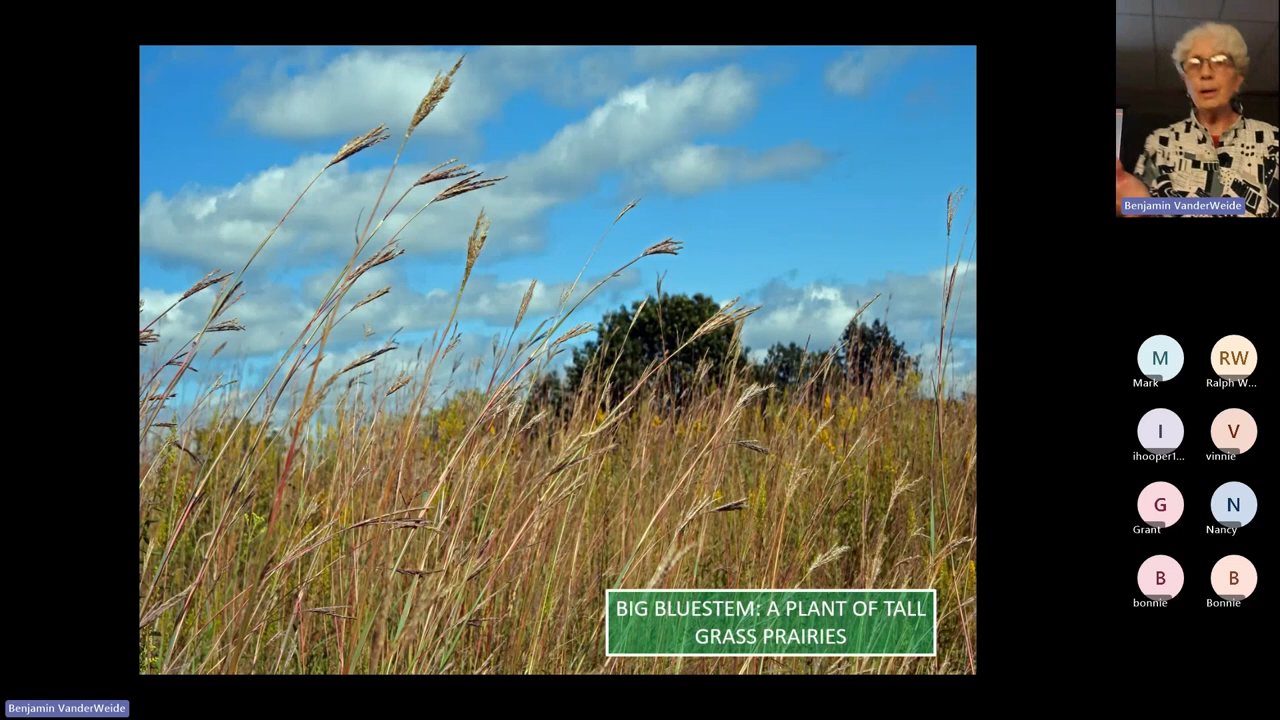 BIG BLUESTEM: A PLANT OF TALL
GRASS PRAIRIES
Benjamin VanderWeide
M
Mark
RW
Ralph W...
I
ihooper1...
V
vinnie
G
Grant
N
Nancy
B
bonnie
B
Bonnie
Benjamin VanderWeide